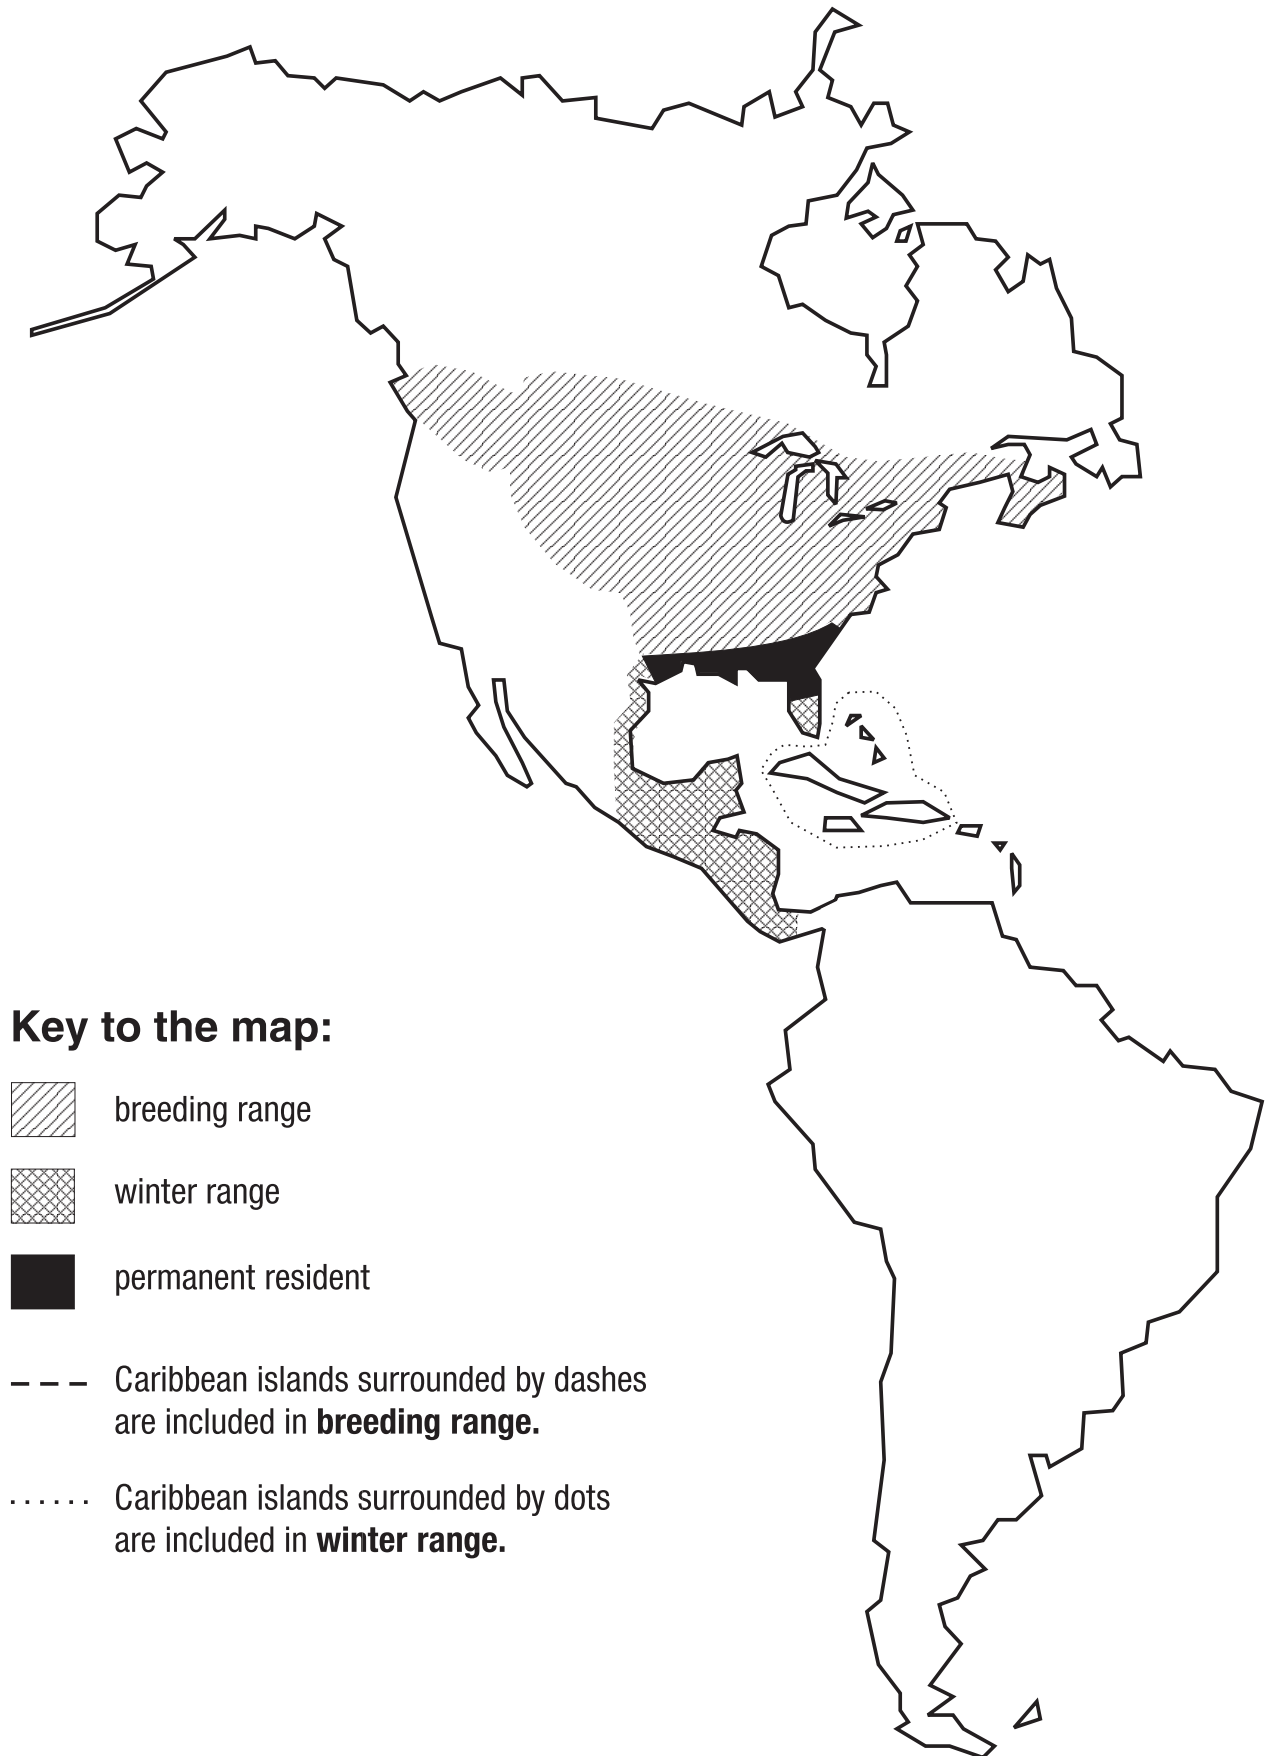 Key to the map:
breeding range
winter range
permanent resident
Caribbean islands surrounded by dashes
are included in breeding range.
Caribbean islands surrounded by dots
are included in winter range.